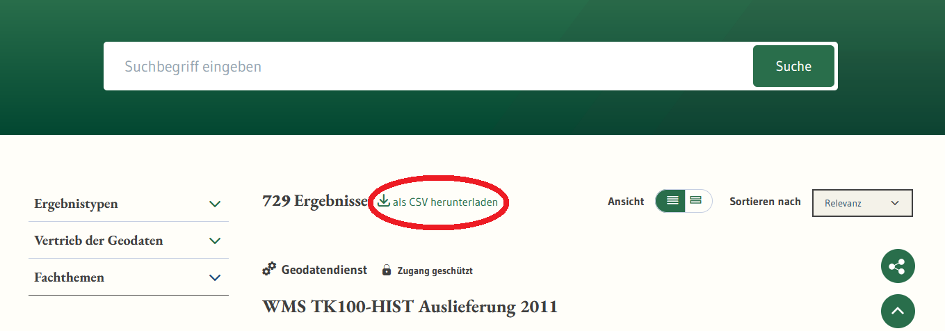 Suchbegriff eingeben
Suche
729 Ergebnisse als CSV herunterladen
Ansicht
Sortieren nach
Relevanz
Ergebnistypen
Vertrieb der Geodaten
Fachthemen
Geodatendienst Zugang geschützt
WMS TK100-HIST Auslieferung 2011